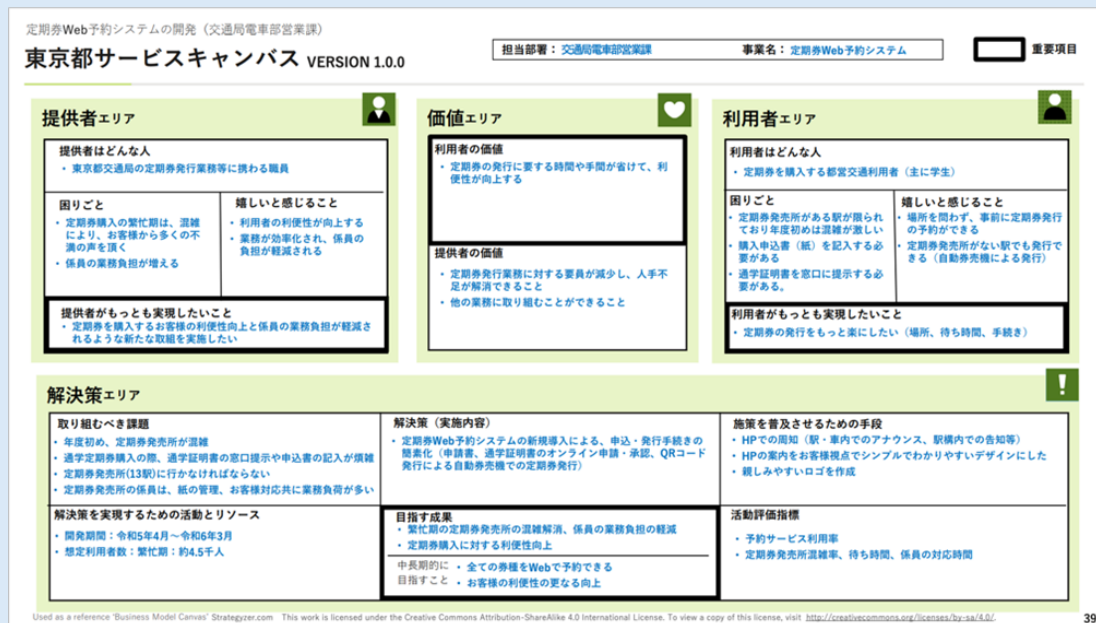 定期券Web予約システムの開発（交通局電車部営業課）
東京都サービスキャンバス VERSION 1.0.0
担当部署： 交通局電車部営業課 事業名： 定期券Web予約システム
重要項目
提供者エリア
提供者はどんな人
• 東京都交通局の定期券発行業務等に携わる職員
困りごと
• 定期券購入の繁忙期は、混雑
により、お客様から多くの不
満の声を頂く
• 係員の業務負担が増える
嬉しいと感じること
• 利用者の利便性が向上する
• 業務が効率化され、係員の
負担が軽減される
提供者がもっとも実現したいこと
• 定期券を購入するお客様の利便性向上と係員の業務負担が軽減さ
れるような新たな取組を実施したい
価値エリア
利用者の価値
• 定期券の発行に要する時間や手間が省けて、利
便性が向上する
提供者の価値
• 定期券発行業務に対する要員が減少し、人手不
足が解消できること
• 他の業務に取り組むことができること
利用者エリア
利用者はどんな人
• 定期券を購入する都営交通利用者（主に学生）
困りごと
• 定期券発売所がある駅が限られ
ており年度初めは混雑が激しい
• 購入申込書（紙）を記入する必
要がある
• 通学証明書を窓口に提示する必
要がある。
嬉しいと感じること
• 場所を問わず、事前に定期券発行
の予約ができる
• 定期券発売所がない駅でも発行で
きる（自動券売機による発行）
利用者がもっとも実現したいこと
• 定期券の発行をもっと楽にしたい（場所、待ち時間、手続き）
解決策エリア
取り組むべき課題
• 年度初め、定期券発売所が混雑
• 通学定期券購入の際、通学証明書の窓口提示や申込書の記入が煩雑
• 定期券発売所(13駅)に行かなければならない
• 定期券発売所の係員は、紙の管理、お客様対応共に業務負荷が多い
解決策（実施内容）
• 定期券Web予約システムの新規導入による、申込・発行手続きの
簡素化（申請書、通学証明書のオンライン申請・承認、QRコード
発行による自動券売機での定期券発行）
施策を普及させるための手段
• HPでの周知（駅・車内でのアナウンス、駅構内での告知等）
• HPの案内をお客様視点でシンプルでわかりやすいデザインにした
• 親しみやすいロゴを作成
解決策を実現するための活動とリソース
• 開発期間：令和5年4月～令和6年3月
• 想定利用者数：繁忙期：約4.5千人
目指す成果
• 繁忙期の定期券発売所の混雑解消、係員の業務負担の軽減
• 定期券購入に対する利便性向上
中長期的に
目指すこと
• 全ての券種をWebで予約できる
• お客様の利便性の更なる向上
活動評価指標
• 予約サービス利用率
• 定期券発売所混雑率、待ち時間、係員の対応時間
Used as a reference 'Business Model Canvas' Strategyzer.com This work is licensed under the Creative Commons Attribution-ShareAlike 4.0 International License. To view a copy of this license, visit http://creativecommons.org/licenses/by-sa/4.0/.
39